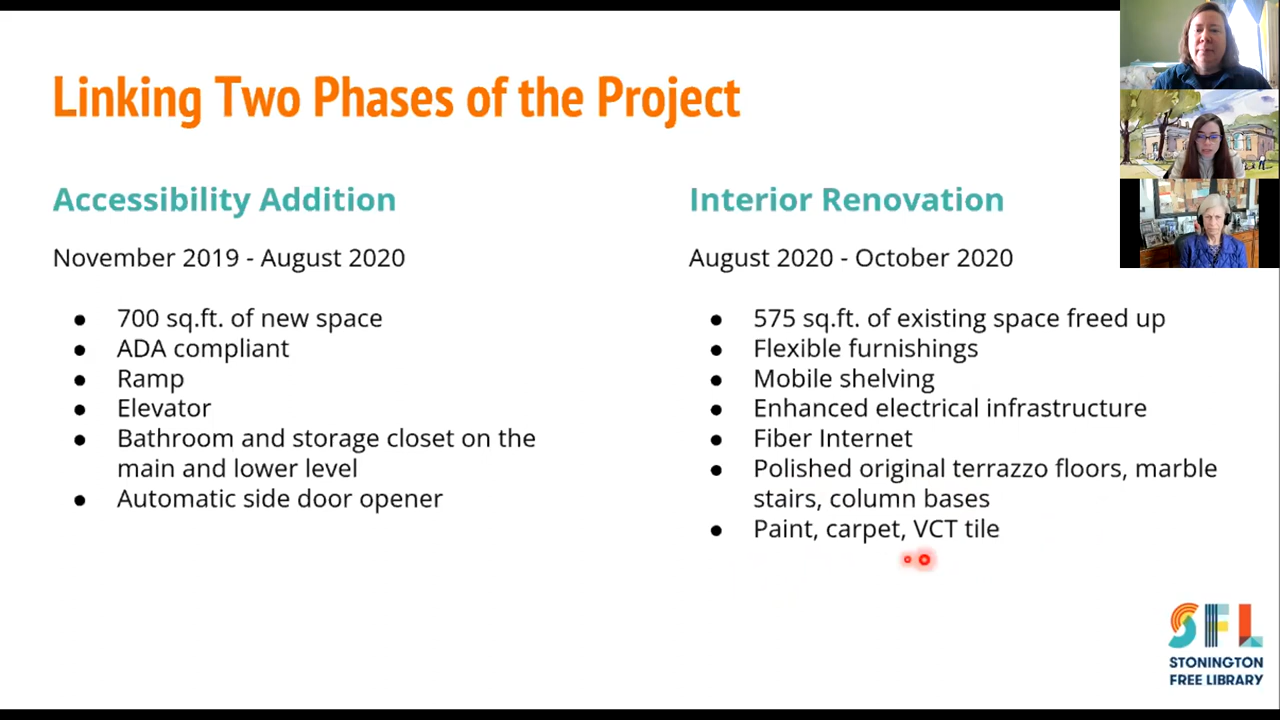 Linking Two Phases of the Project
Accessibility Addition
November 2019 - August 2020
● 700 sq.ft. of new space
● ADA compliant
● Ramp
● Elevator
● Bathroom and storage closet on the
main and lower level
● Automatic side door opener
Interior Renovation
August 2020 - October 2020
● 575 sq.ft. of existing space freed up
● Flexible furnishings
● Mobile shelving
● Enhanced electrical infrastructure
● Fiber Internet
● Polished original terrazzo floors, marble
stairs, column bases
● Paint, carpet, VCT tile
SFL
STONINGTON
FREE LIBRARY